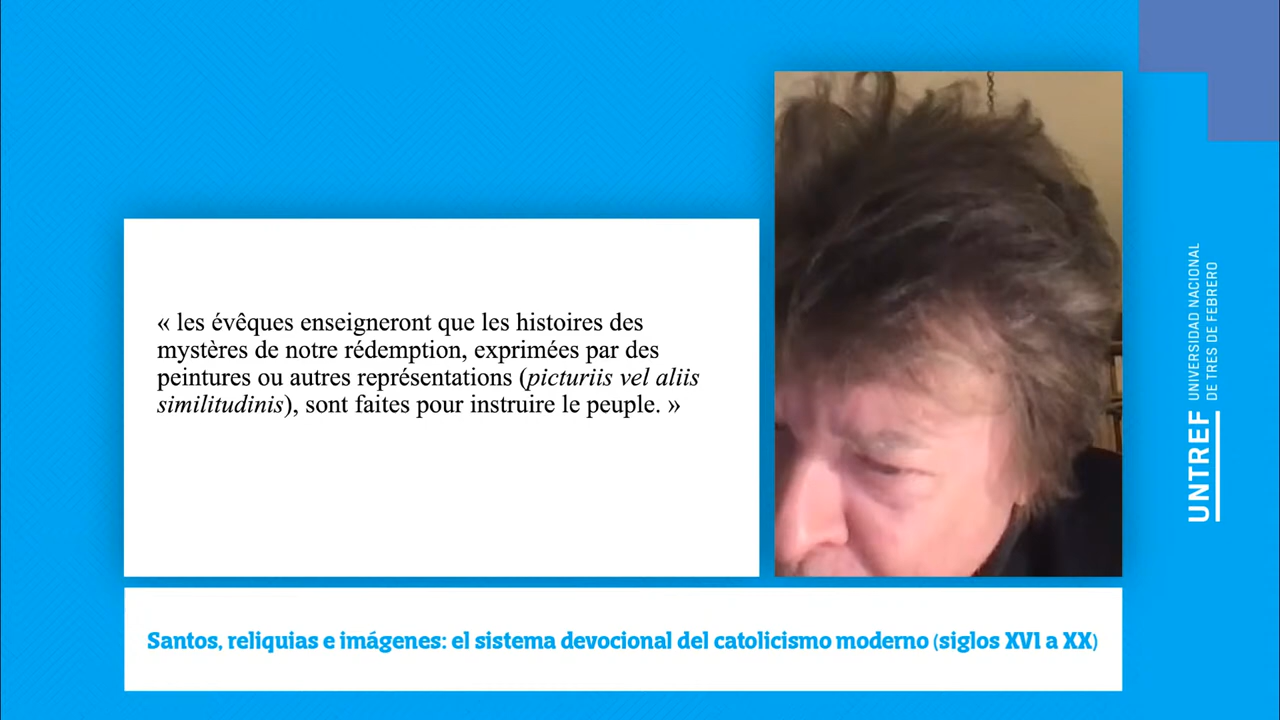 « les évêques enseigneront que les histoires des
mystères de notre rédemption, exprimées par des
peintures ou autres représentations (picturiis vel aliis
similitudinis), sont faites pour instruire le peuple. »
Santos, reliquias e imágenes: el sistema devocional del catolicismo moderno (siglos XVI a XX)
UNTREF
UNIVERSIDAD NACIONAL
DE TRES DE FEBRERO